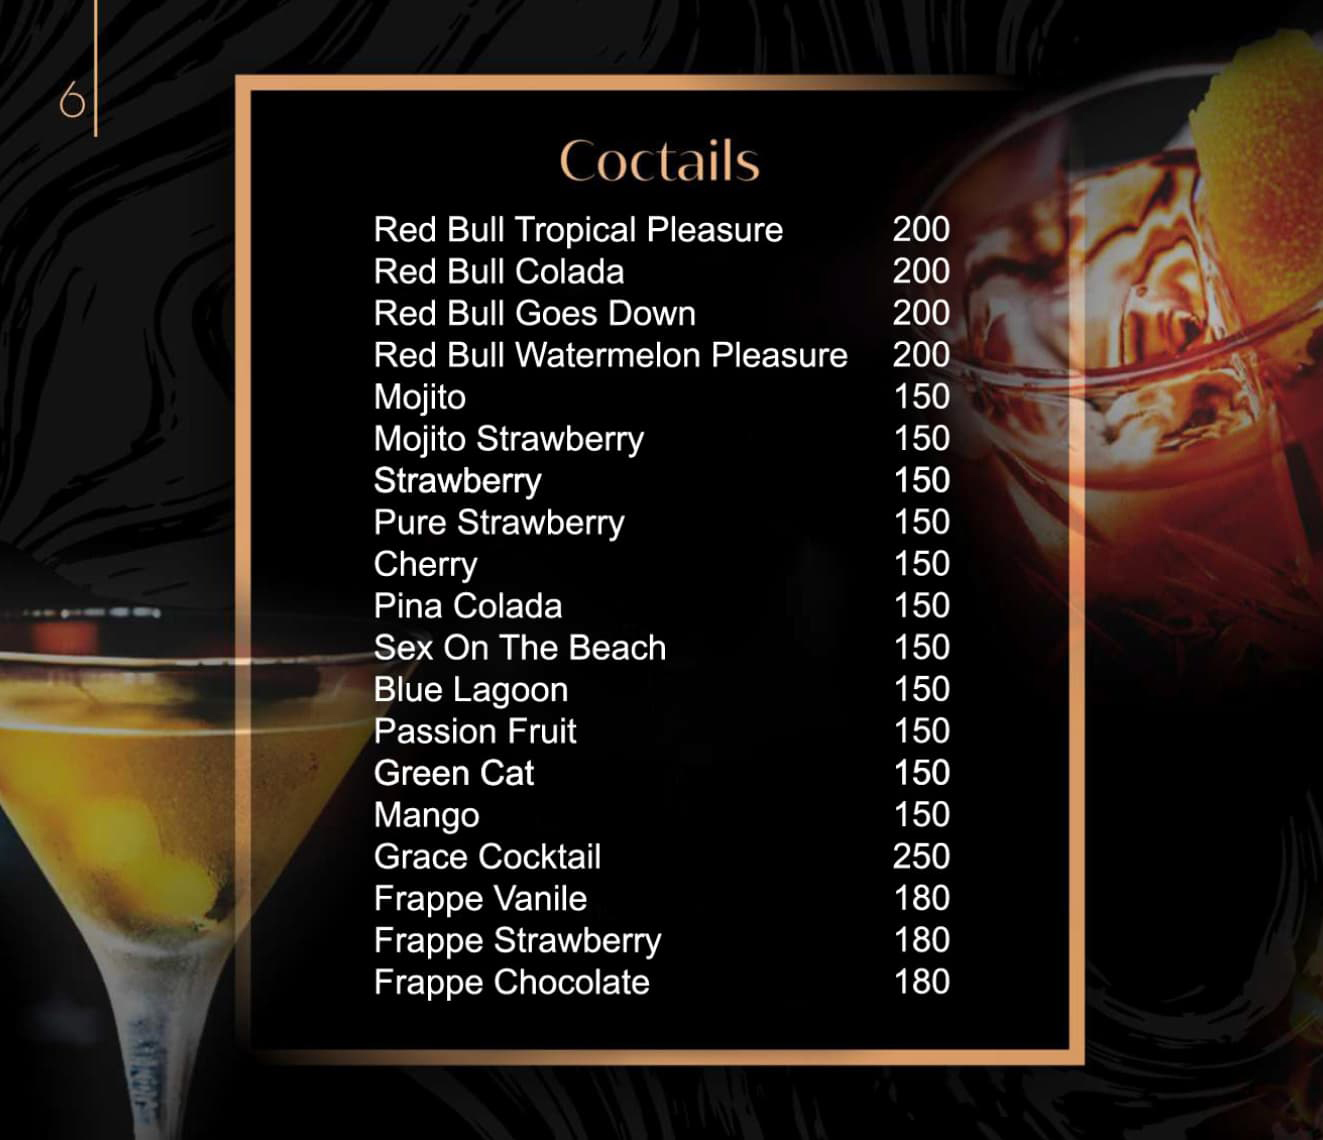 6
Coctails
Red Bull Tropical Pleasure 200
Red Bull Colada 200
Red Bull Goes Down 200
Red Bull Watermelon Pleasure 200
Mojito 150
Mojito Strawberry 150
Strawberry 150
Pure Strawberry 150
Cherry 150
Pina Colada 150
Sex On The Beach 150
Blue Lagoon 150
Passion Fruit 150
Green Cat 150
Mango 150
Grace Cocktail 250
Frappe Vanile 180
Frappe Strawberry 180
Frappe Chocolate 180